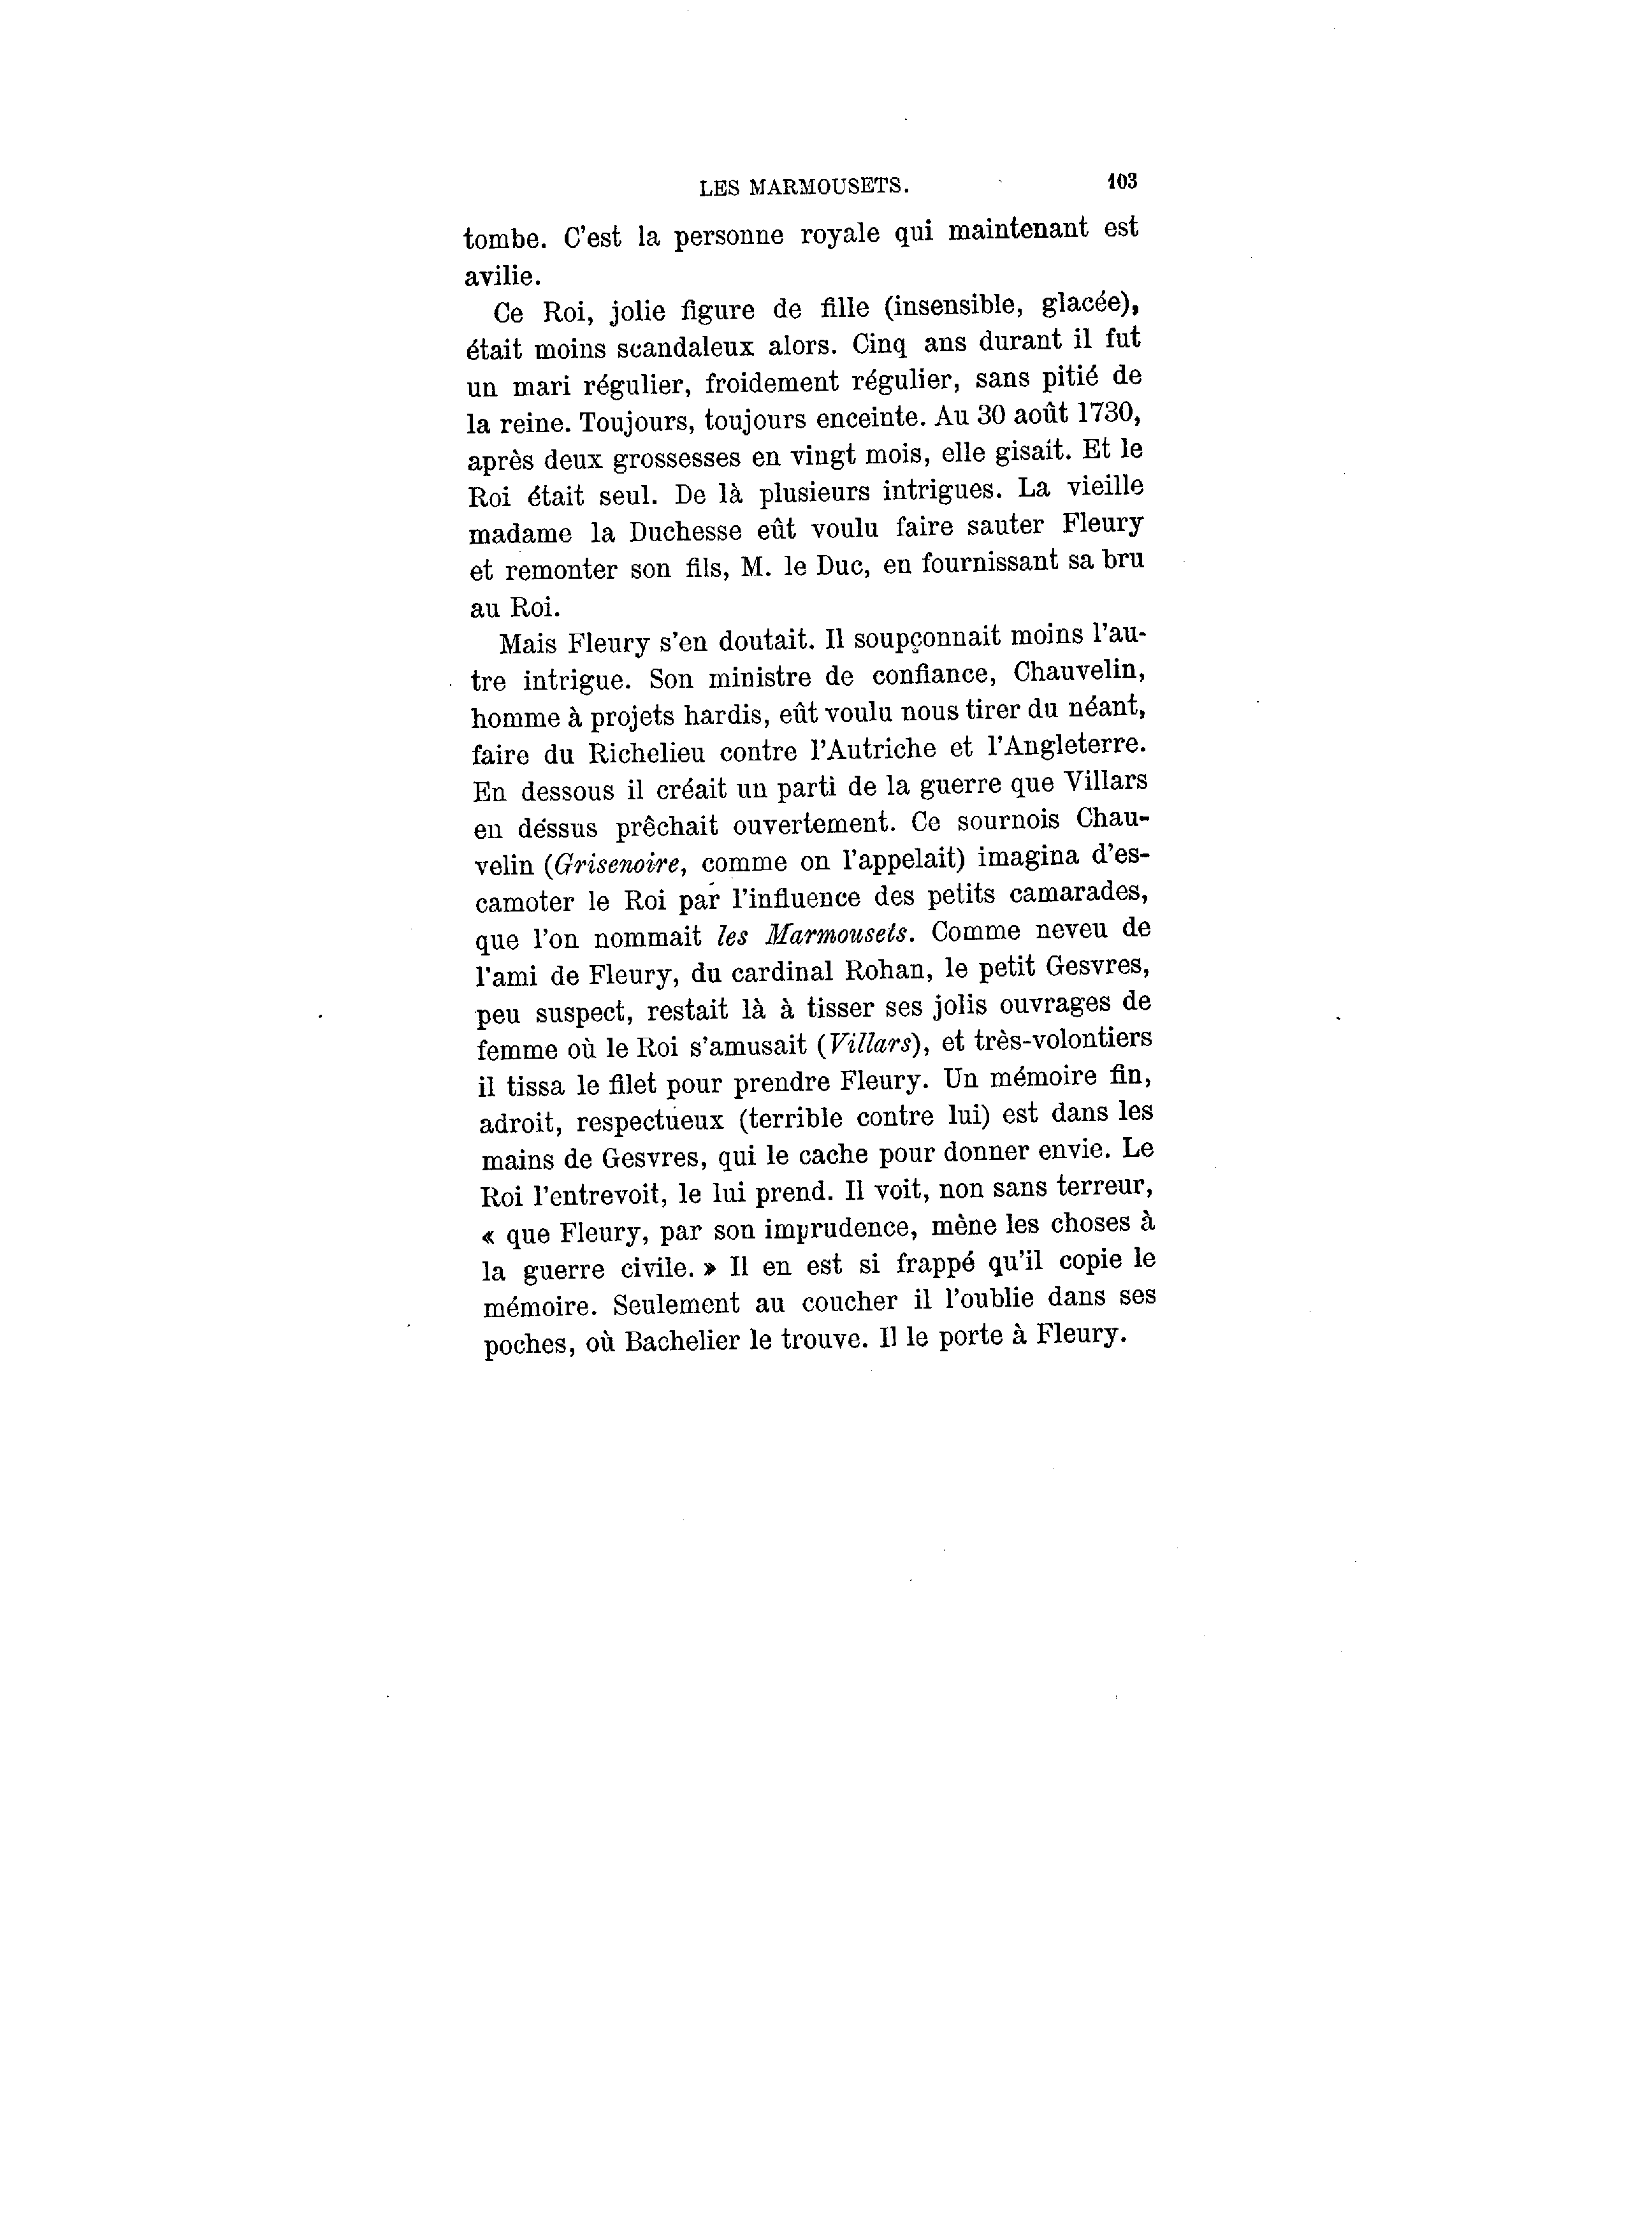 LES MARMOUSETS. 103
tombe. C'est la personne royale qui maintenant est
avilie.
Ce Roi, jolie figure de fille (insensible, glacée),
était moins scandaleux alors. Cinq ans durant il fut
un mari régulier, froidement régulier, sans pitié de
la reine. Toujours, toujours enceinte. Au 30 août 1730,
après deux grossesses en vingt mois, elle gisait. Et le
Roi était seul. De là plusieurs intrigues. La vieille
madame la Duchesse eût voulu faire sauter Fleury
et remonter son fils, M. le Duc, en fournissant sa bru
au Roi.
Mais Fleury s'en doutait. Il soupçonnait moins l'au-
tre intrigue. Son ministre de confiance, Chauvelin,
homme à projets hardis, eût voulu nous tirer du néant,
faire du Richelieu contre l'Autriche et l'Angleterre.
En dessous il créait un parti de la guerre que Villars
en dessus prêchait ouvertement. Ce sournois Chau-
velin (Grisenoire, comme on l'appelait) imagina d'es-
camoter le Roi par l'influence des petits camarades,
que l'on nommait les Marmousets. Comme neveu de
l'ami de Fleury, du cardinal Rohan, le petit Gesvres,
peu suspect, restait là à tisser ses jolis ouvrages de
femme où le Roi s'amusait (Villars), et très-volontiers
il tissa le filet pour prendre Fleury. Un mémoire fin,
adroit, respectueux (terrible contre lui) est dans les
mains de Gesvres, qui le cache pour donner envie. Le
Roi l'entrevoit, le lui prend. Il voit, non sans terreur,
« que Fleury, par son imprudence, mène les choses à
la guerre civile. » Il en est si frappé qu'il copie le
mémoire. Seulement au coucher il l'oublie dans ses
poches, où Bachelier le trouve. Il le porte à Fleury.